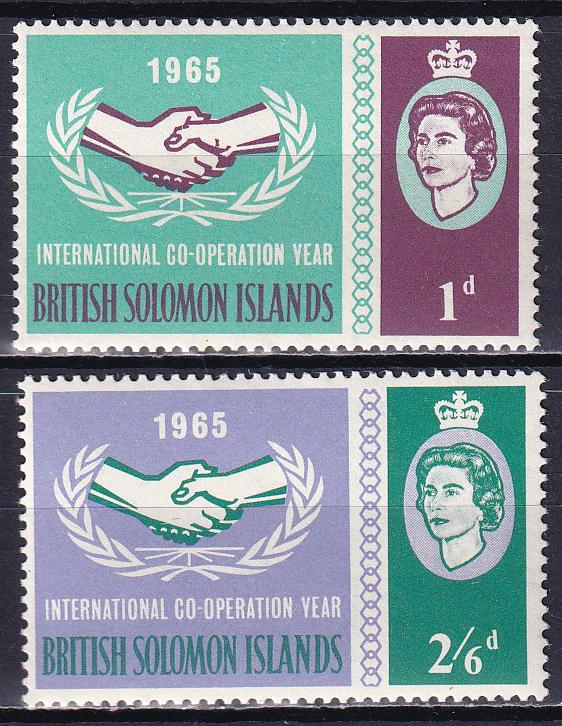 1965
INTERNATIONAL CO-OPERATION YEAR
BRITISH SOLOMON ISLANDS
1d
1965
INTERNATIONAL CO-OPERATION YEAR
BRITISH SOLOMON ISLANDS
2/6d